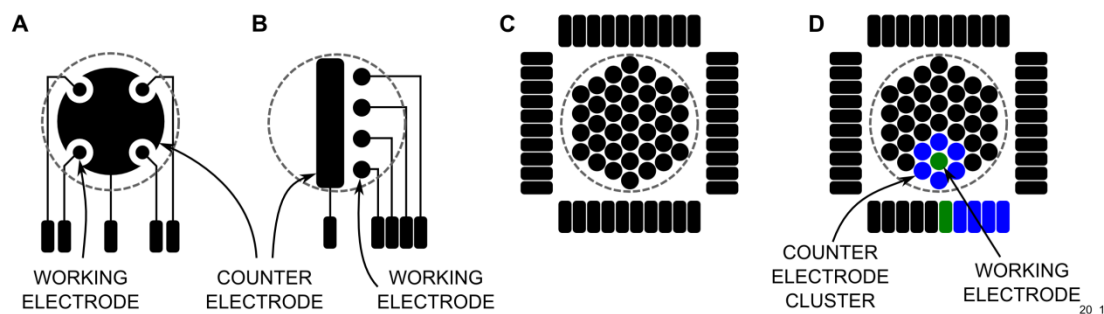 A
B
C
D
WORKING
ELECTRODE
COUNTER
ELECTRODE
WORKING
ELECTRODE
COUNTER
ELECTRODE
CLUSTER
WORKING
ELECTRODE
20 1